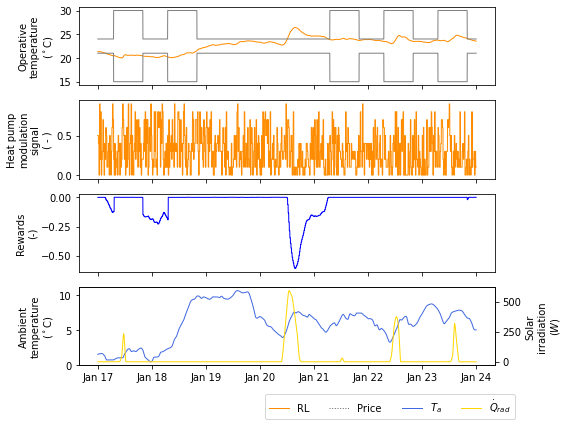 Operative
temperature
(°C)
30
25
20
15
Heat pump
modulation
signal
( - )
0.5
0.0
Rewards
(-)
0.00
−0.25
−0.50
Ambient
temperature
(°C)
10
5
0
500
250
0
Solar
irradiation
(W)
Jan 17 Jan 18 Jan 19 Jan 20 Jan 21 Jan 22 Jan 23 Jan 24
RL Price T_a Q̇_rad